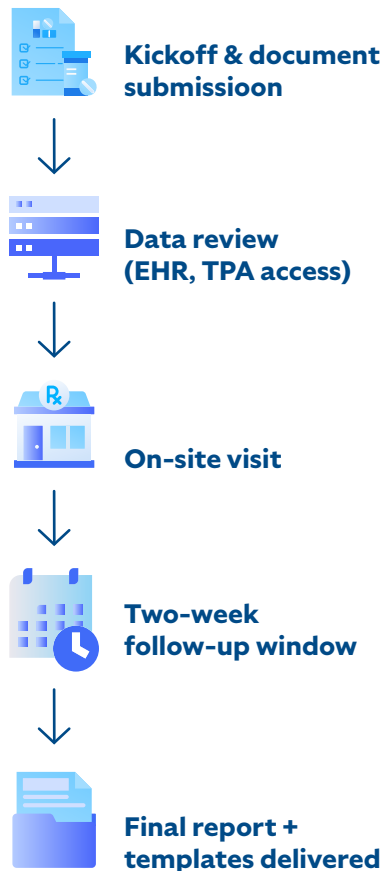 Kickoff & document
submissioon
Data review
(EHR, TPA access)
Rx
On-site visit
Two-week
follow-up window
Final report +
templates delivered